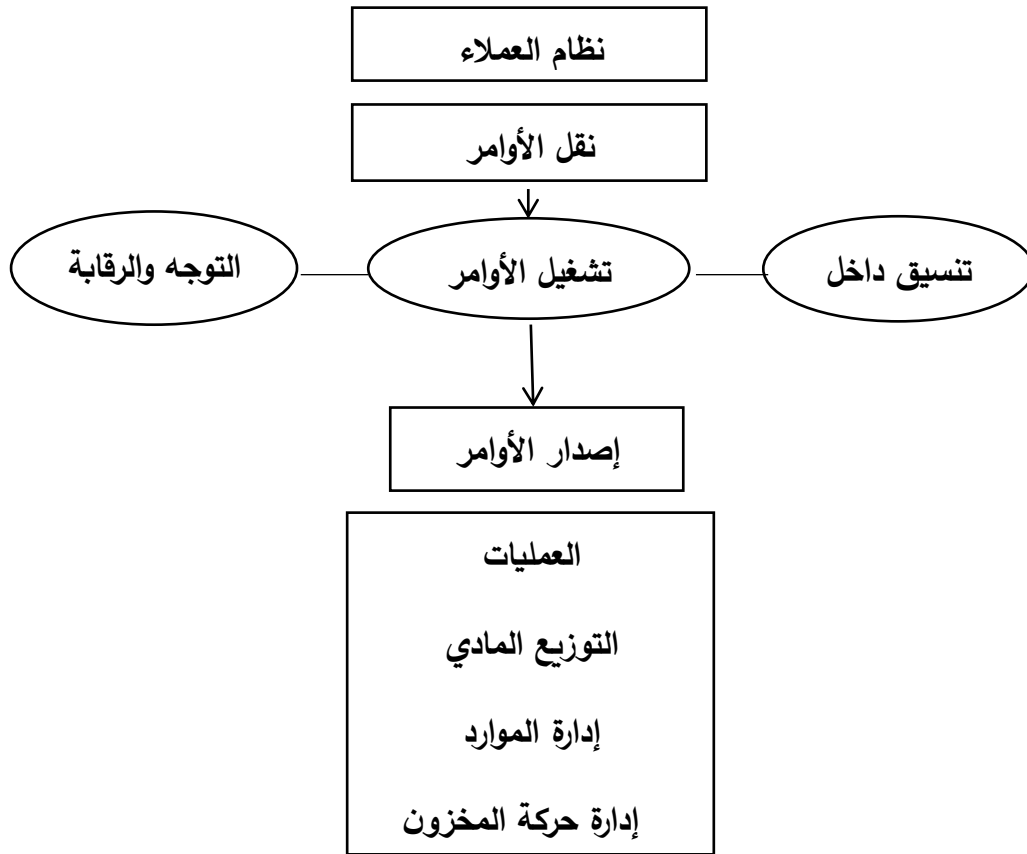 نظام العملاء
نقل الأوامر
تنسيق داخل
تشغيل الأوامر
التوجه والرقابة
إصدار الأوامر
العمليات
التوزيع المادي
إدارة الموارد
إدارة حركة المخزون